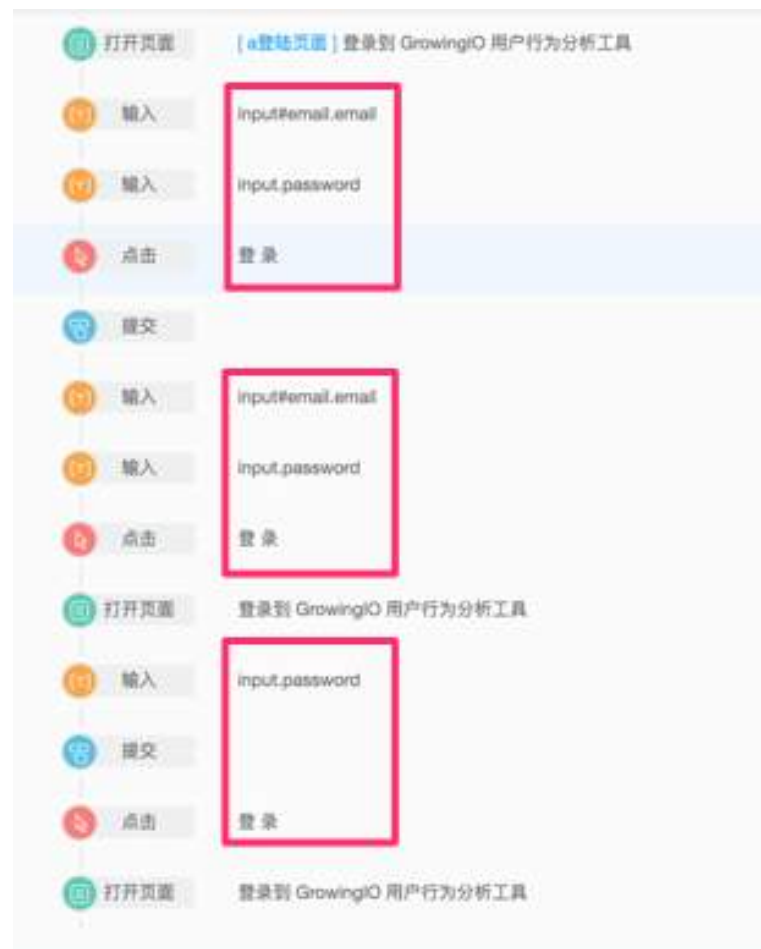 打开页面 [ a登陆页面 ] 登录到 GrowingIO 用户行为分析工具
输入 input#email.email
输入 input.password
点击 登 录
提交
输入 input#email.email
输入 input.password
点击 登 录
打开页面 登录到 GrowingIO 用户行为分析工具
输入 input.password
提交
点击 登 录
打开页面 登录到 GrowingIO 用户行为分析工具